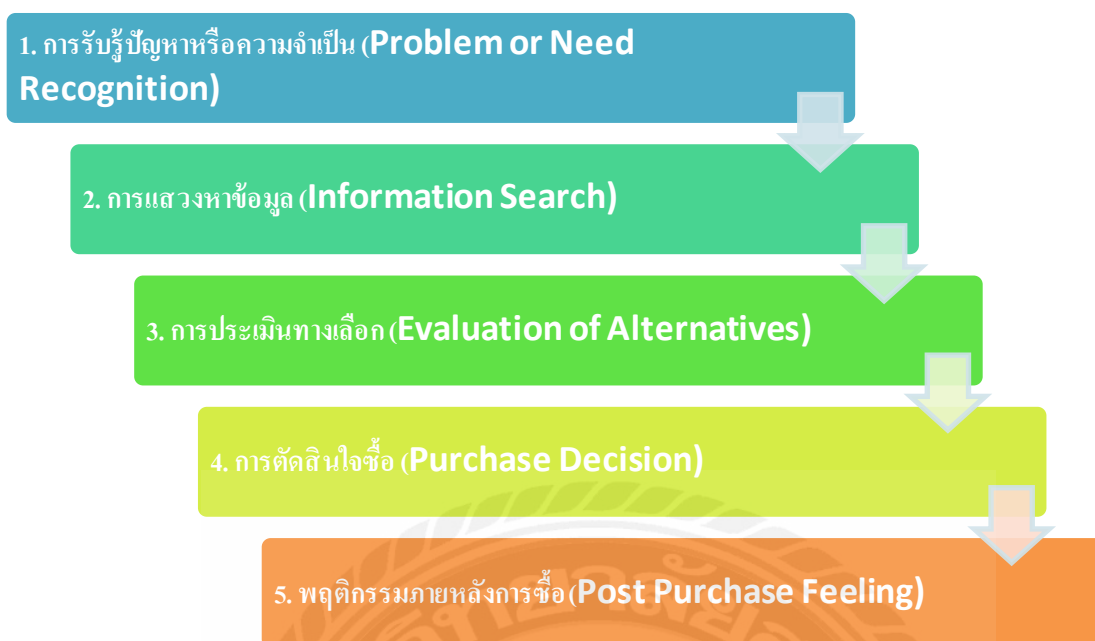 1. การรับรู้ปัญหาหรือความจำเป็น (Problem or Need
Recognition)
2. การแสวงหาข้อมูล (Information Search)
3. การประเมินทางเลือก (Evaluation of Alternatives)
4. การตัดสินใจซื้อ (Purchase Decision)
5. พฤติกรรมภายหลังการซื้อ (Post Purchase Feeling)